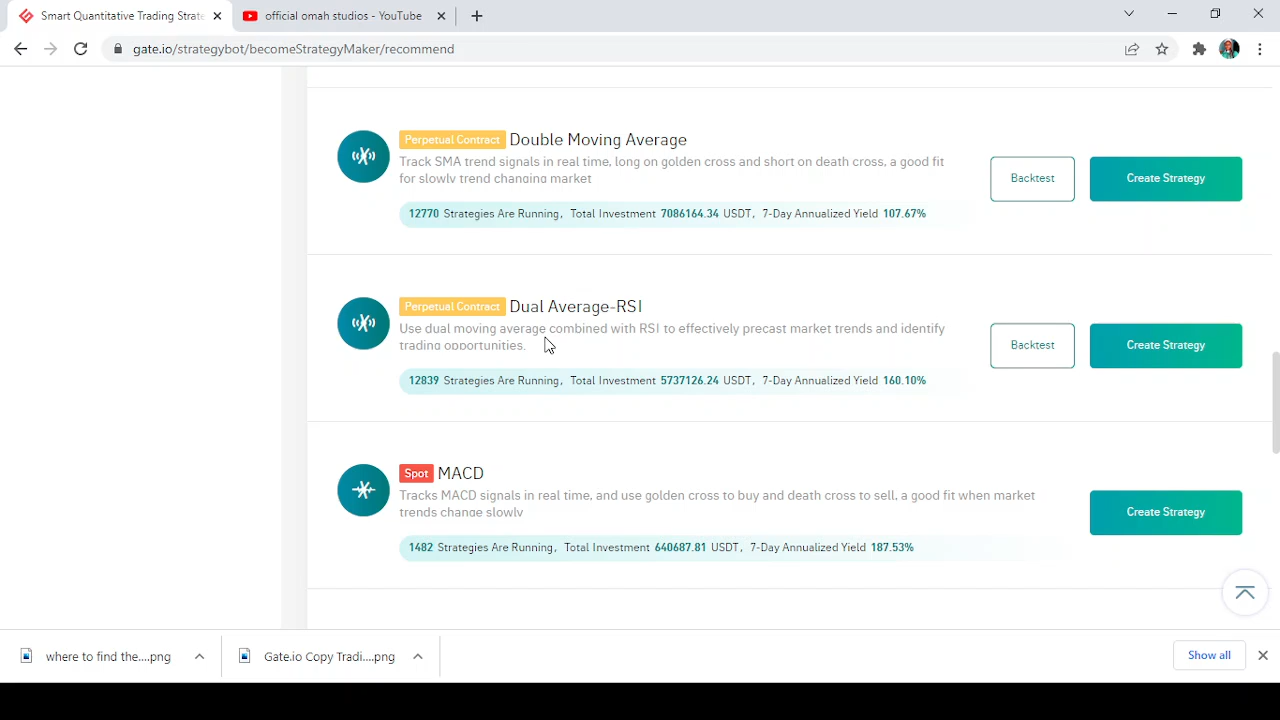 Smart Quantitative Trading Strate
official omah studios - YouTube
gate.io/strategybot/becomeStrategyMaker/recommend
Perpetual Contract Double Moving Average
Track SMA trend signals in real time, long on golden cross and short on death cross, a good fit
for slowly trend changing market
Backtest
Create Strategy
12770 Strategies Are Running, Total Investment 7086164.34 USDT, 7-Day Annualized Yield 107.67%
Perpetual Contract Dual Average-RSI
Use dual moving average combined with RSI to effectively precast market trends and identify
trading opportunities.
Backtest
Create Strategy
12839 Strategies Are Running, Total Investment 5737126.24 USDT, 7-Day Annualized Yield 160.10%
Spot MACD
Tracks MACD signals in real time, and use golden cross to buy and death cross to sell, a good fit when market
trends change slowly
Create Strategy
1482 Strategies Are Running, Total Investment 640687.81 USDT, 7-Day Annualized Yield 187.53%
where to find the....png
Gate.io Copy Tradi....png
Show all